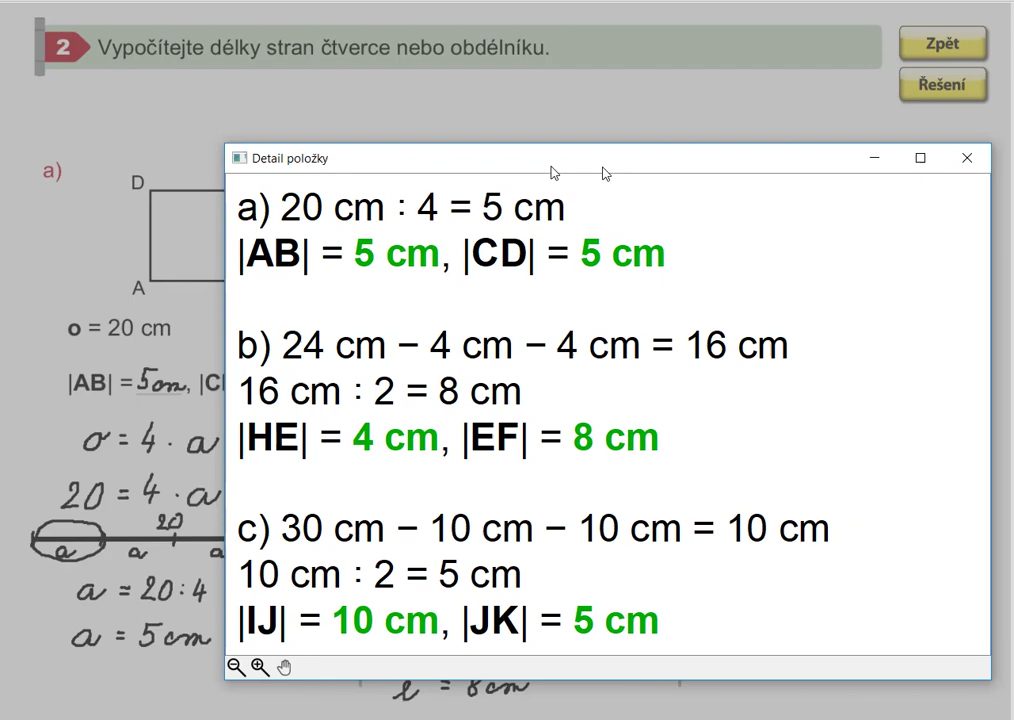 2 Vypočítejte délky stran čtverce nebo obdélníku.
Zpět
Řešení
a)
D
A
o = 20 cm
|AB| = 5cm, |C
o = 4 · a
20 = 4 · a
20
a a a
a = 20 : 4
a = 5cm
Detail položky
a) 20 cm : 4 = 5 cm
|AB| = 5 cm, |CD| = 5 cm
b) 24 cm − 4 cm − 4 cm = 16 cm
16 cm : 2 = 8 cm
|HE| = 4 cm, |EF| = 8 cm
c) 30 cm − 10 cm − 10 cm = 10 cm
10 cm : 2 = 5 cm
|IJ| = 10 cm, |JK| = 5 cm
= 8cm